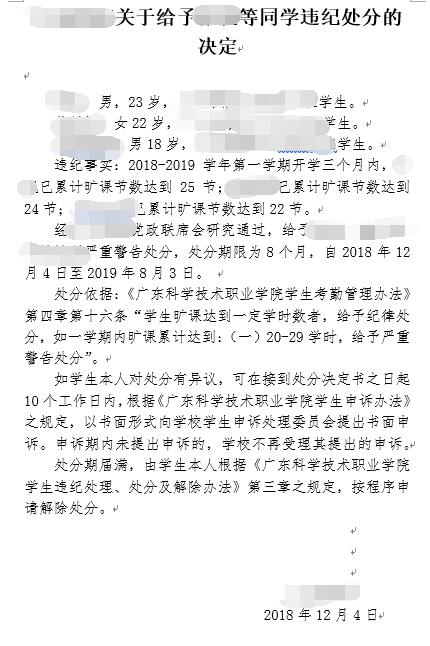 关于给予
等同学违纪处分的
决定
男，23 岁，
学生。
女 22 岁，
学生。
男 18 岁，
学生。
违纪事实：2018-2019 学年第一学期开学三个月内，
已累计旷课节数达到 25 节；
已累计旷课节数达到
24 节；
已累计旷课节数达到 22 节。
经
党政联席会研究通过，给予
严重警告处分，处分期限为 8 个月，自 2018 年 12
月 4 日至 2019 年 8 月 3 日。
处分依据：《广东科学技术职业学院学生考勤管理办法》
第四章第十六条“学生旷课达到一定学时数者，给予纪律处
分，如一学期内旷课累计达到：（一）20-29 学时，给予严重
警告处分”。
如学生本人对处分有异议，可在接到处分决定书之日起
10 个工作日内，根据《广东科学技术职业学院学生申诉办法》
之规定，以书面形式向学校学生申诉处理委员会提出书面申
诉。申诉期内未提出申诉的，学校不再受理其提出的申诉。
处分期届满，由学生本人根据《广东科学技术职业学院
学生违纪处理、处分及解除办法》第三章之规定，按程序申
请解除处分。
2018 年 12 月 4 日